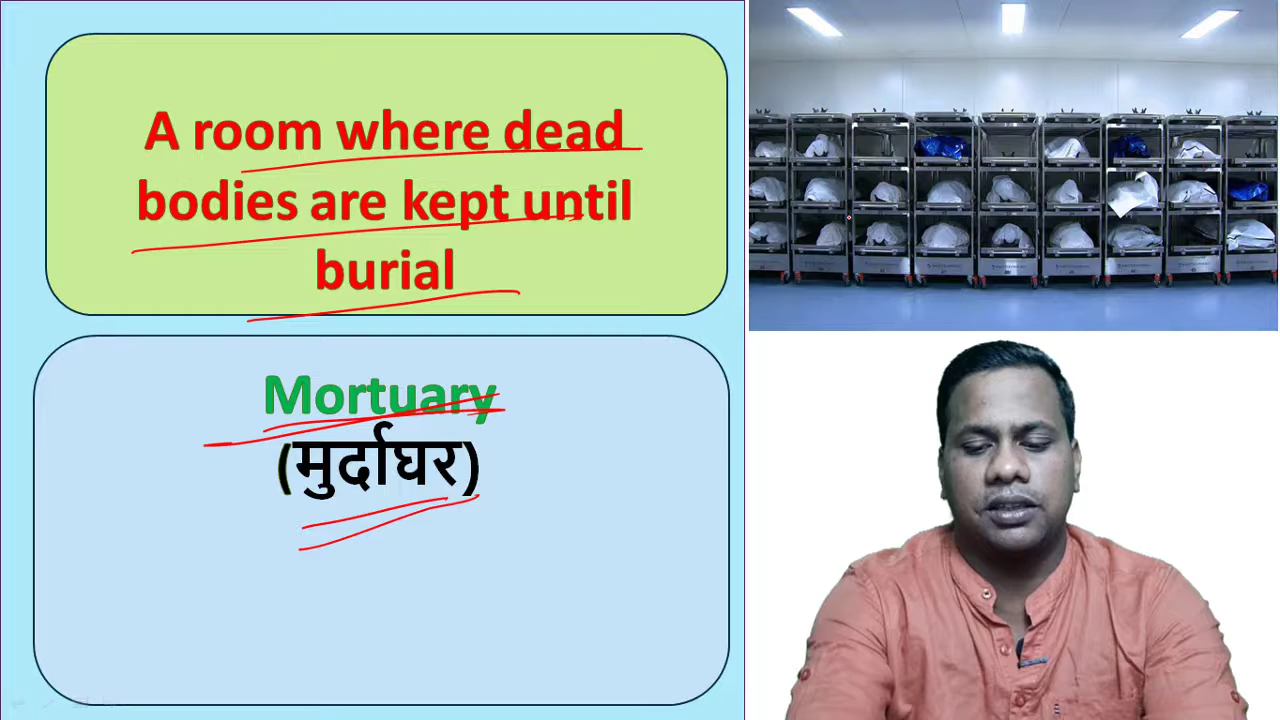 A room where dead
bodies are kept until
burial
Mortuary
(मुर्दाघर)